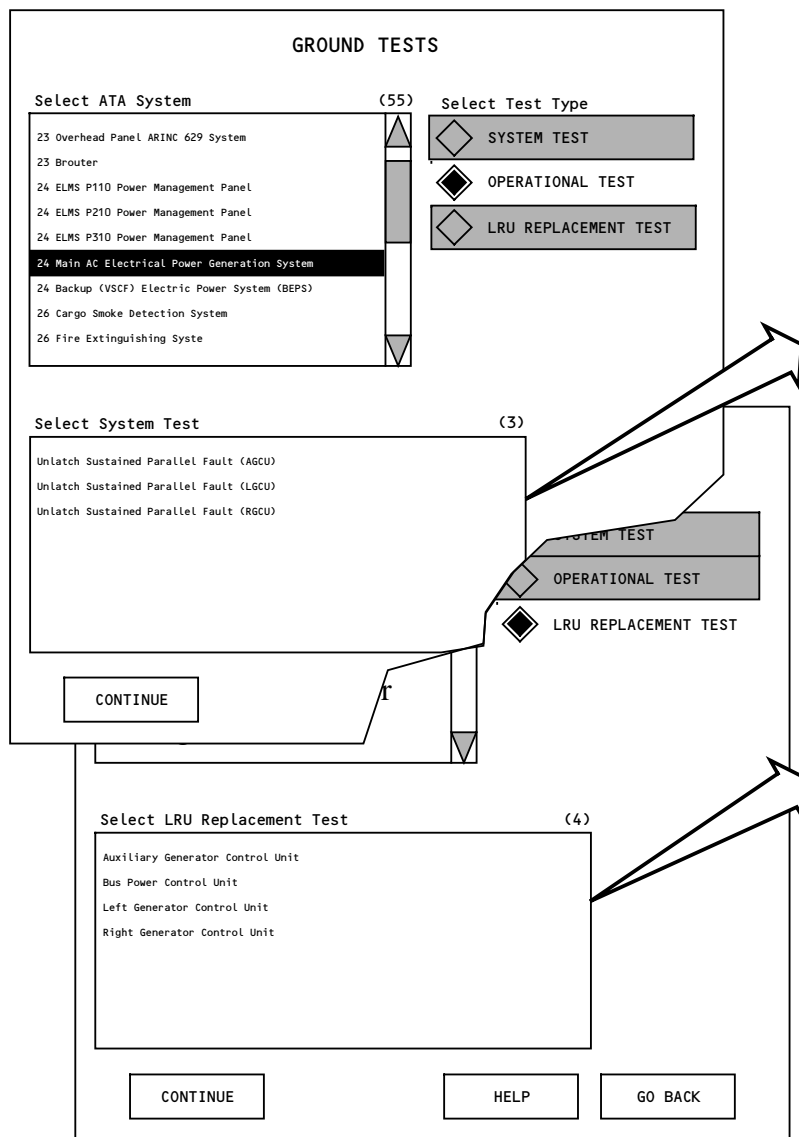 GROUND TESTS
Select ATA System (55)
23 Overhead Panel ARINC 629 System
23 Brouter
24 ELMS P110 Power Management Panel
24 ELMS P210 Power Management Panel
24 ELMS P310 Power Management Panel
24 Main AC Electrical Power Generation System
24 Backup (VSCF) Electric Power System (BEPS)
26 Cargo Smoke Detection System
26 Fire Extinguishing Syste
Select Test Type
SYSTEM TEST
OPERATIONAL TEST
LRU REPLACEMENT TEST
Select System Test (3)
Unlatch Sustained Parallel Fault (AGCU)
Unlatch Sustained Parallel Fault (LGCU)
Unlatch Sustained Parallel Fault (RGCU)
CONTINUE
SYSTEM TEST
OPERATIONAL TEST
LRU REPLACEMENT TEST
r
Select LRU Replacement Test (4)
Auxiliary Generator Control Unit
Bus Power Control Unit
Left Generator Control Unit
Right Generator Control Unit
CONTINUE
HELP
GO BACK